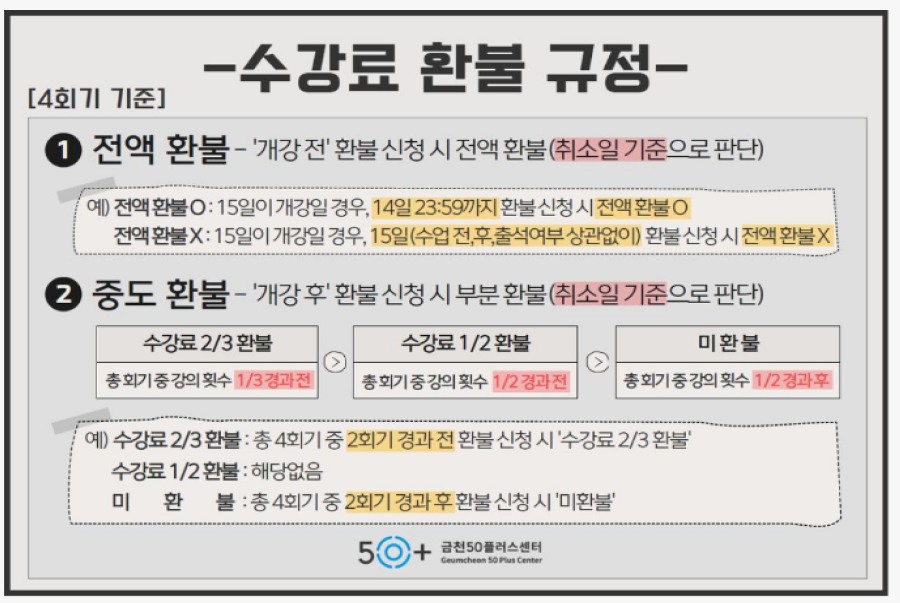 -수강료 환불 규정-
[4회기 기준]
1 전액 환불 - '개강 전' 환불 신청 시 전액 환불(취소일 기준으로 판단)
예) 전액 환불 O : 15일이 개강일 경우, 14일 23:59까지 환불 신청 시 전액 환불 O
전액 환불 X : 15일이 개강일 경우, 15일(수업 전,후,출석여부 상관없이) 환불 신청 시 전액 환불 X
2 중도 환불 - '개강 후' 환불 신청 시 부분 환불(취소일 기준으로 판단)
수강료 2/3 환불
총 회기 중 강의 횟수 1/3 경과 전
>
수강료 1/2 환불
총 회기 중 강의 횟수 1/2 경과 전
>
미 환 불
총 회기 중 강의 횟수 1/2 경과 후
예) 수강료 2/3 환불 : 총 4회기 중 2회기 경과 전 환불 신청 시 '수강료 2/3 환불'
수강료 1/2 환불 : 해당없음
미 환 불 : 총 4회기 중 2회기 경과 후 환불 신청 시 '미환불'
50+ 금천50플러스센터
Geumcheon 50 Plus Center